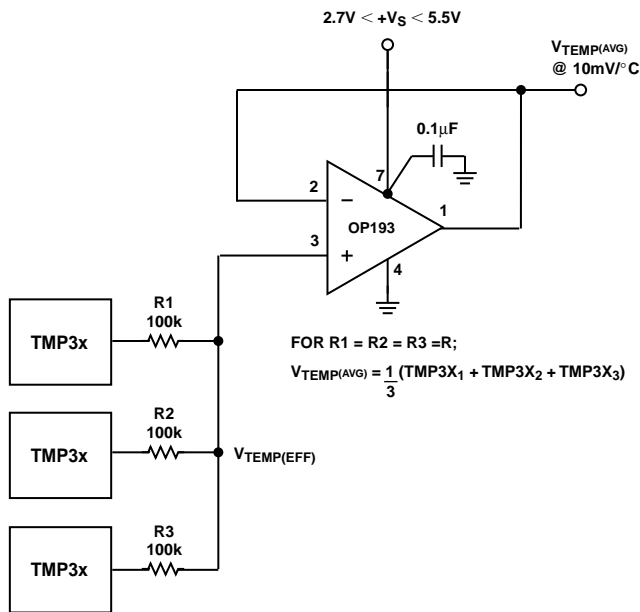 2.7V < +VS < 5.5V
VTEMP(AVG)
@ 10mV/°C
0.1µF
7
2
1
−
OP193
3
+
4
R1
100k
TMP3x
FOR R1 = R2 = R3 =R;
VTEMP(AVG) = 1/3 (TMP3X1 + TMP3X2 + TMP3X3)
R2
100k
TMP3x
VTEMP(EFF)
R3
100k
TMP3x